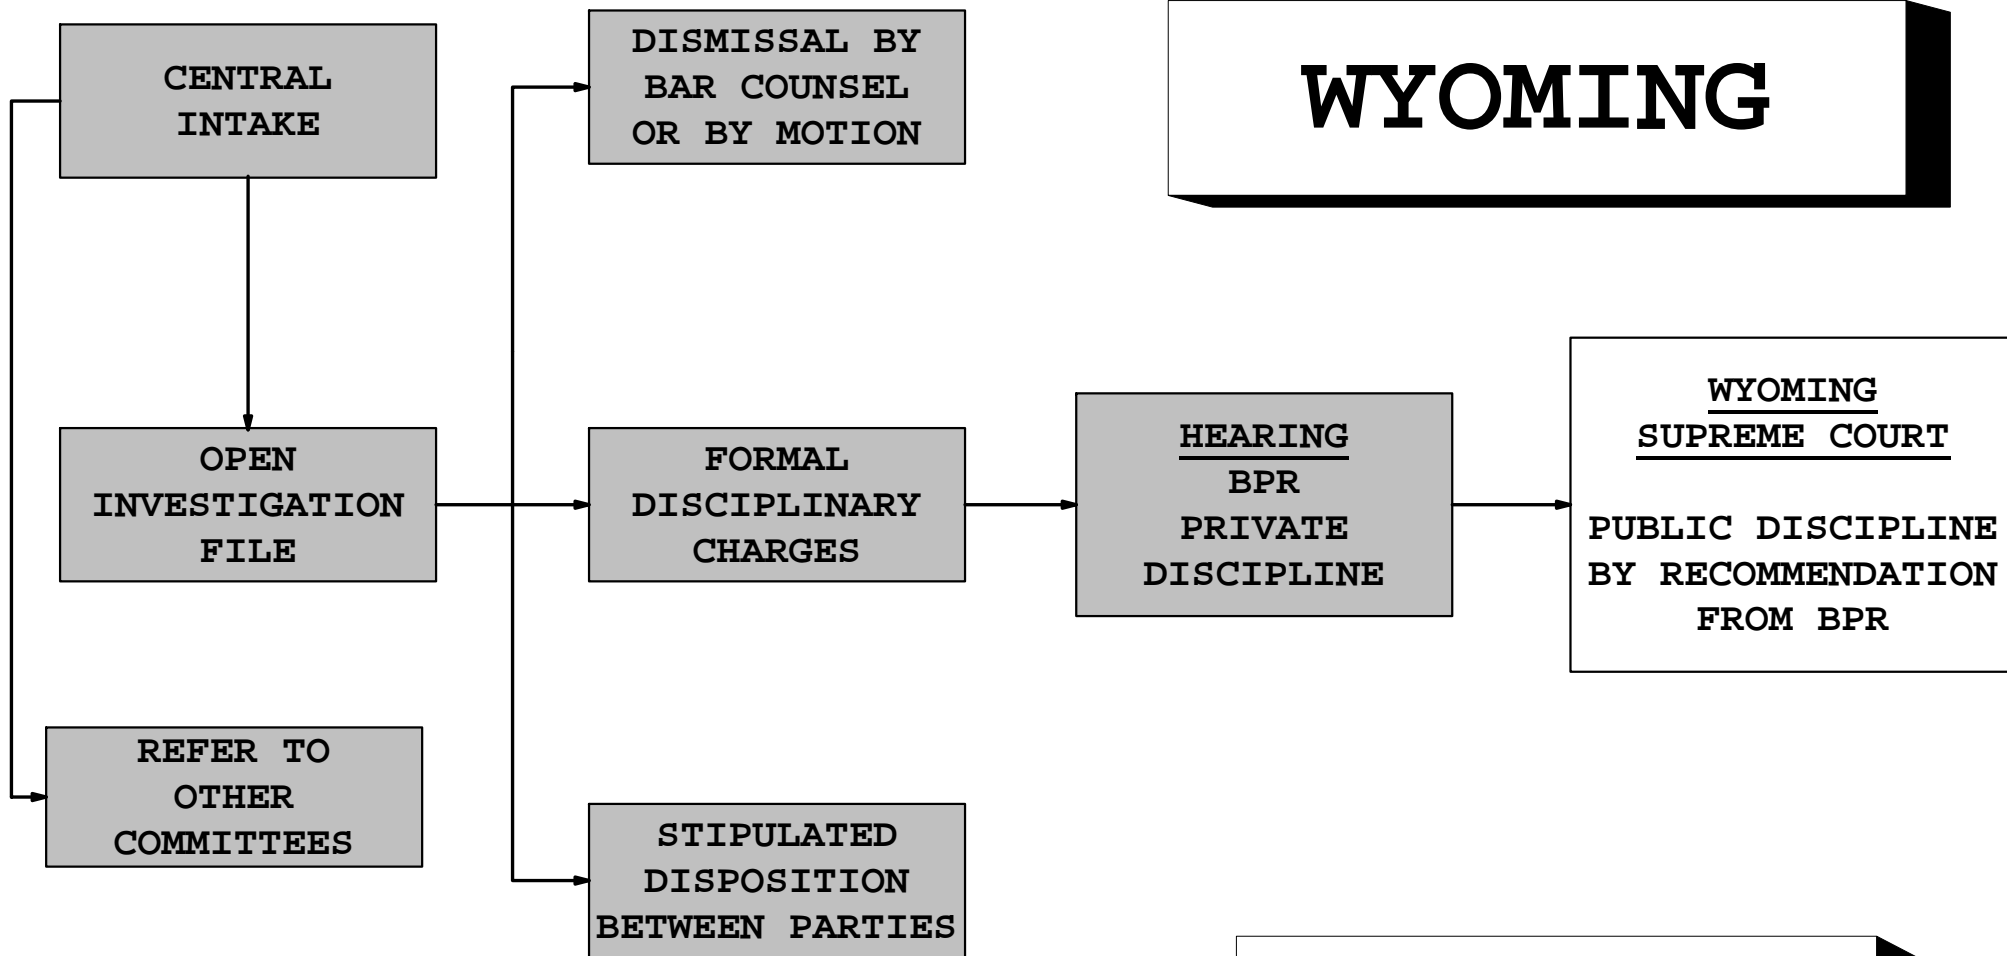 CENTRAL
INTAKE
DISMISSAL BY
BAR COUNSEL
OR BY MOTION
WYOMING
OPEN
INVESTIGATION
FILE
FORMAL
DISCIPLINARY
CHARGES
HEARING
BPR
PRIVATE
DISCIPLINE
WYOMING
SUPREME COURT
PUBLIC DISCIPLINE
BY RECOMMENDATION
FROM BPR
REFER TO
OTHER
COMMITTEES
STIPULATED
DISPOSITION
BETWEEN PARTIES